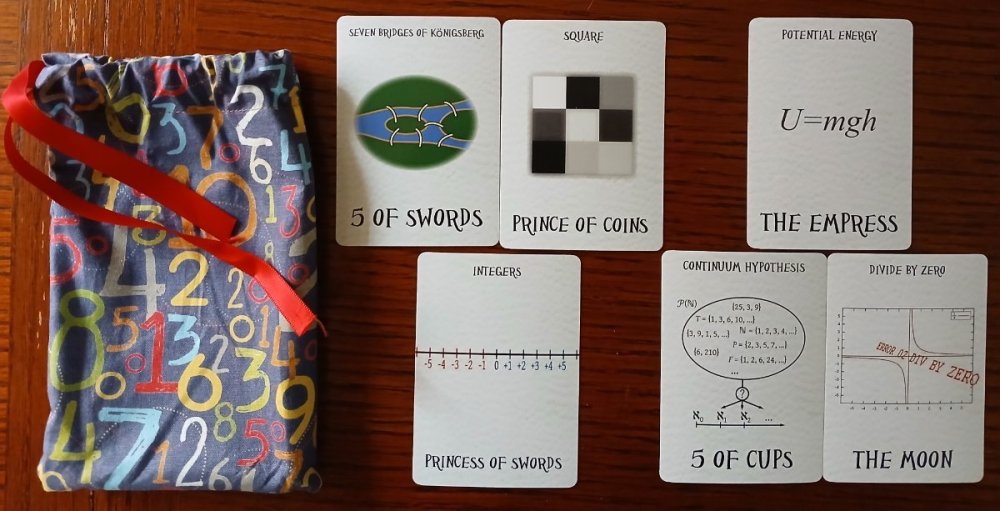 SEVEN BRIDGES OF KÖNIGSBERG
5 OF SWORDS
SQUARE
PRINCE OF COINS
POTENTIAL ENERGY
U=mgh
THE EMPRESS
INTEGERS
-5 -4 -3 -2 -1 0 +1 +2 +3 +4 +5
PRINCESS OF SWORDS
CONTINUUM HYPOTHESIS
𝒫(ℕ)
{25, 3, 9}
T = {1, 3, 6, 10, ...}
{3, 9, 1, 5, ...}
ℕ = {1, 2, 3, 4, ...}
P = {2, 3, 5, 7, ...}
{6, 210}
F = {1, 2, 6, 24, ...}
...
?
ℵ₀ ℵ₁ ℵ₂ ...
5 OF CUPS
DIVIDE BY ZERO
ERROR 02 DIV BY ZERO
THE MOON